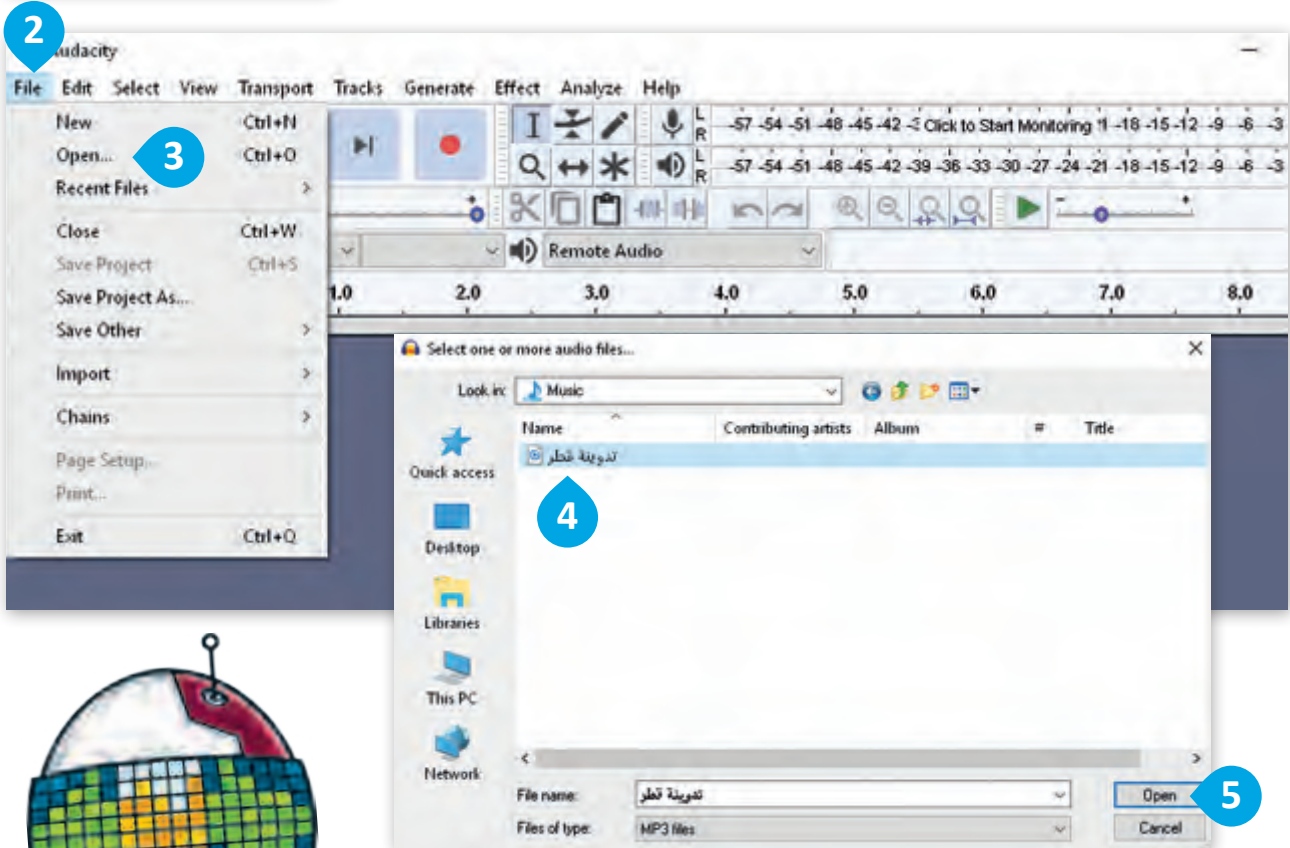 2
udacity
File Edit Select View Transport Tracks Generate Effect Analyze Help
New Ctrl+N
Open... Ctrl+O
3
Recent Files
Close Ctrl+W
Save Project Ctrl+S
Save Project As...
Save Other
Import
Chains
Page Setup...
Print...
Exit Ctrl+Q
L
R
-57 -54 -51 -48 -45 -42 -3 Click to Start Monitoring 1 -18 -15 -12 -9 -6 -3
L
R
-57 -54 -51 -48 -45 -42 -39 -36 -33 -30 -27 -24 -21 -18 -15 -12 -9 -6 -3
Remote Audio
1.0 2.0 3.0 4.0 5.0 6.0 7.0 8.0
Select one or more audio files...
Look in: Music
Name Contributing artists Album # Title
تدوينة قطر
4
Quick access
Desktop
Libraries
This PC
Network
File name: تدوينة قطر Open
5
Files of type: MP3 files Cancel